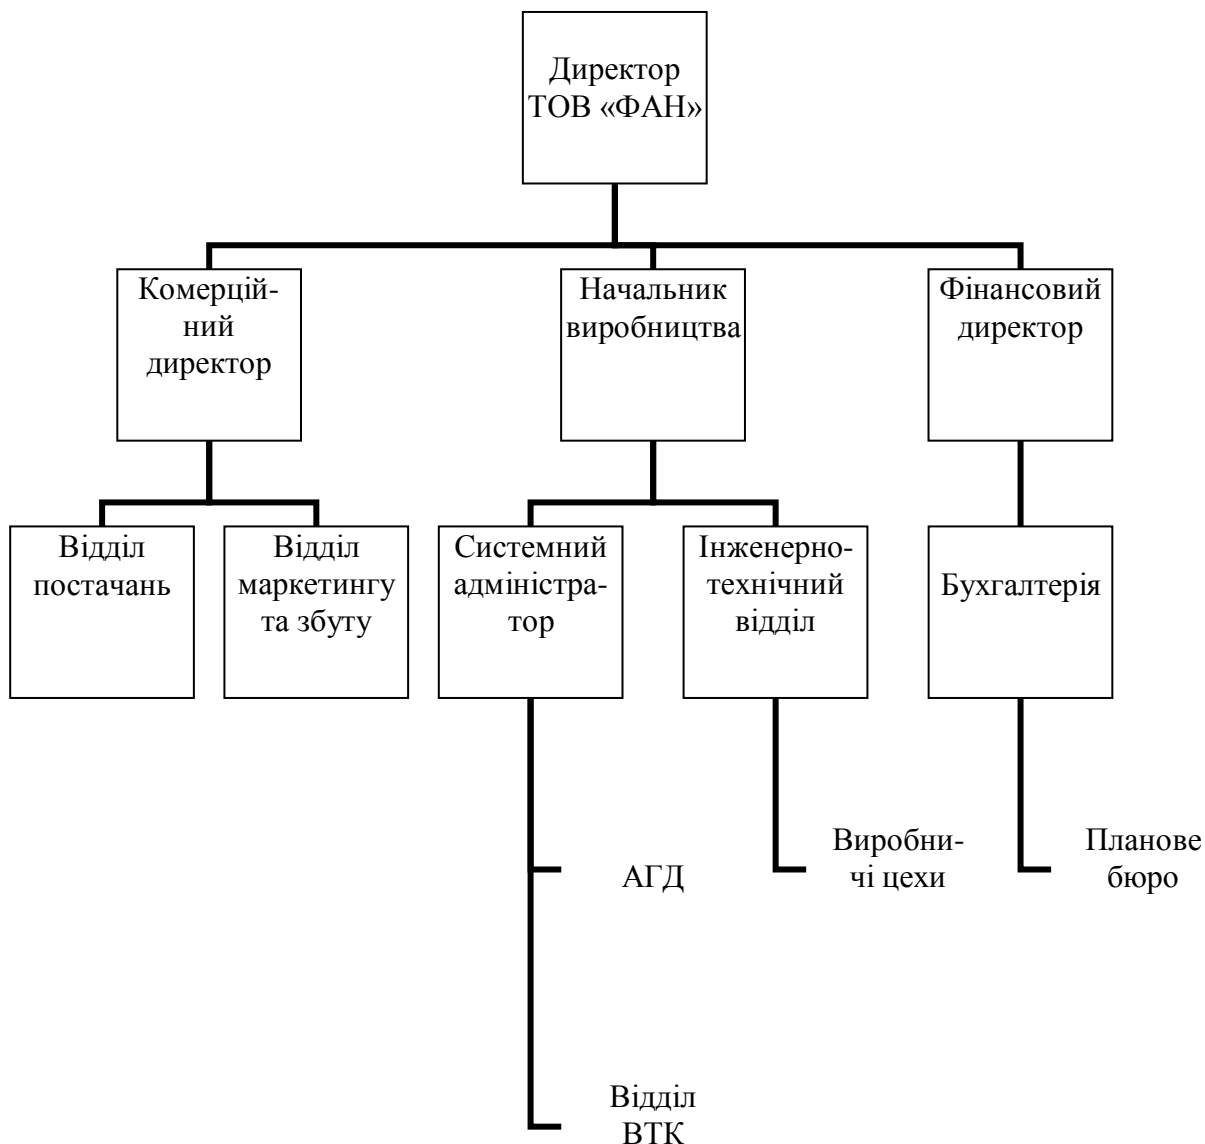 Директор
ТОВ «ФАН»
Комерцій-
ний
директор
Начальник
виробництва
Фінансовий
директор
Відділ
постачань
Відділ
маркетингу
та збуту
Системний
адміністра-
тор
Інженерно-
технічний
відділ
Бухгалтерія
АГД
Виробни-
чі цехи
Планове
бюро
Відділ
ВТК